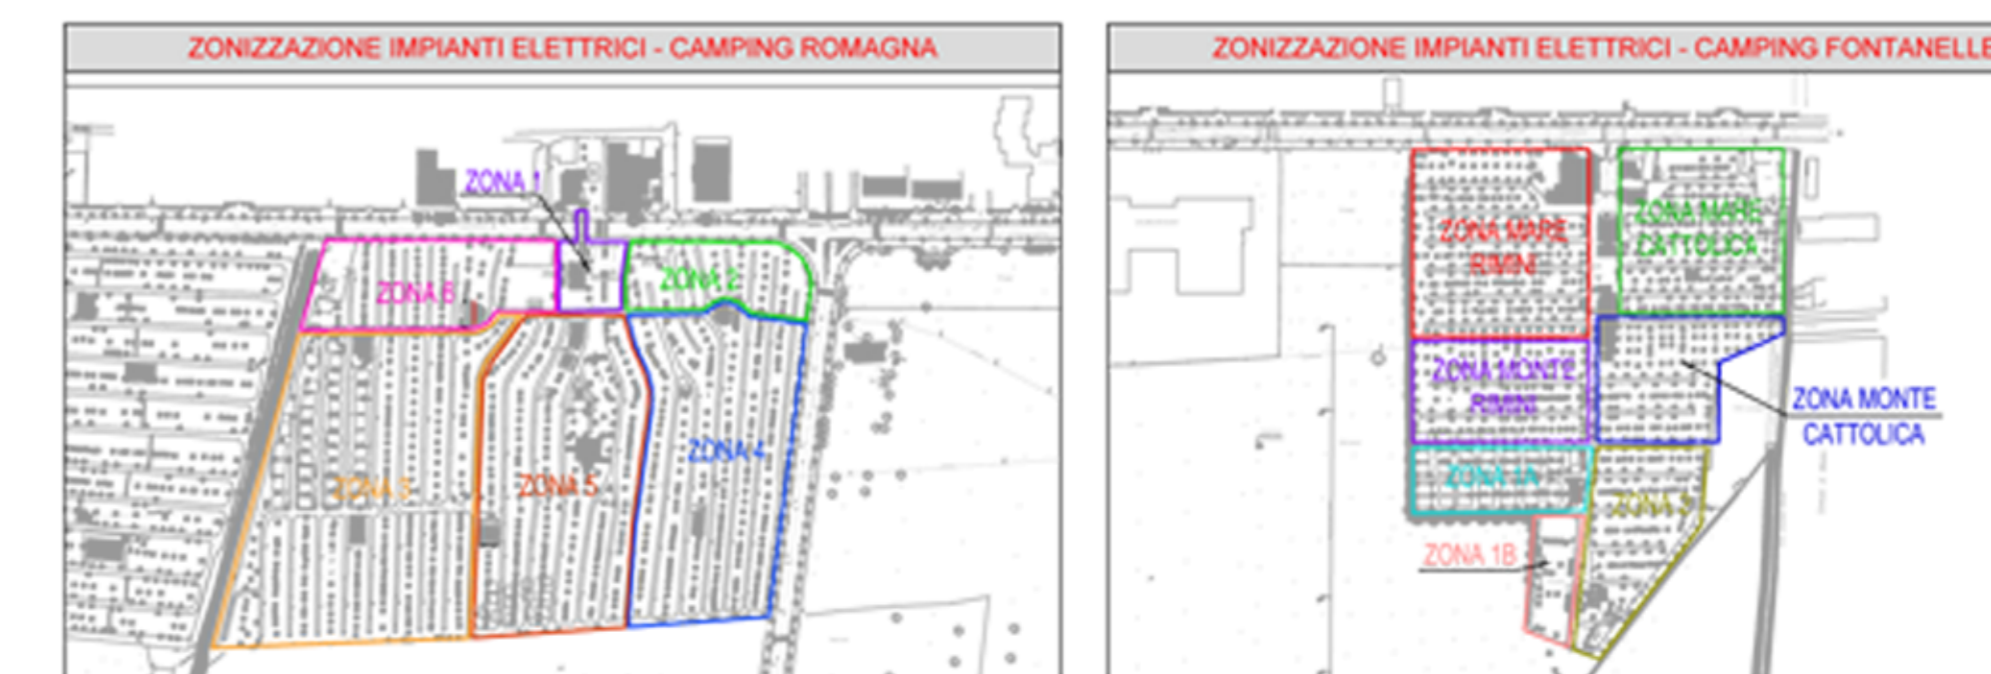 ZONIZZAZIONE IMPIANTI ELETTRICI - CAMPING ROMAGNA
ZONA 1
ZONA 6
ZONA 2
ZONA 3
ZONA 5
ZONA 4
ZONIZZAZIONE IMPIANTI ELETTRICI - CAMPING FONTANELLE
ZONA MARE
RIMINI
ZONA MARE
CATTOLICA
ZONA MONTE
RIMINI
ZONA MONTE
CATTOLICA
ZONA 1A
ZONA
ZONA 1B